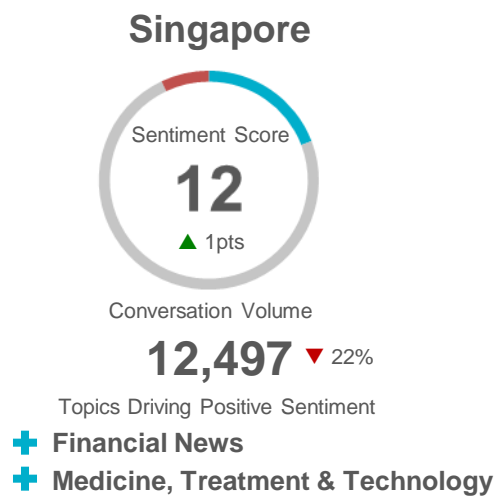 Singapore
Sentiment Score
12
▲ 1pts
Conversation Volume
12,497 ▼ 22%
Topics Driving Positive Sentiment
Financial News
Medicine, Treatment & Technology